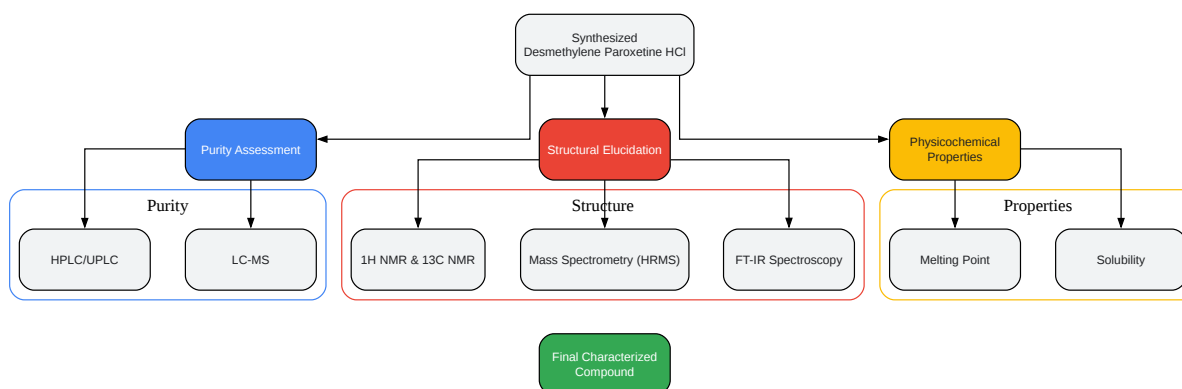 Synthesized
Desmethylene Paroxetine HCl
Purity Assessment
Structural Elucidation
Physicochemical
Properties
Purity
Structure
Properties
HPLC/UPLC
LC-MS
1H NMR & 13C NMR
Mass Spectrometry (HRMS)
FT-IR Spectroscopy
Melting Point
Solubility
Final Characterized
Compound